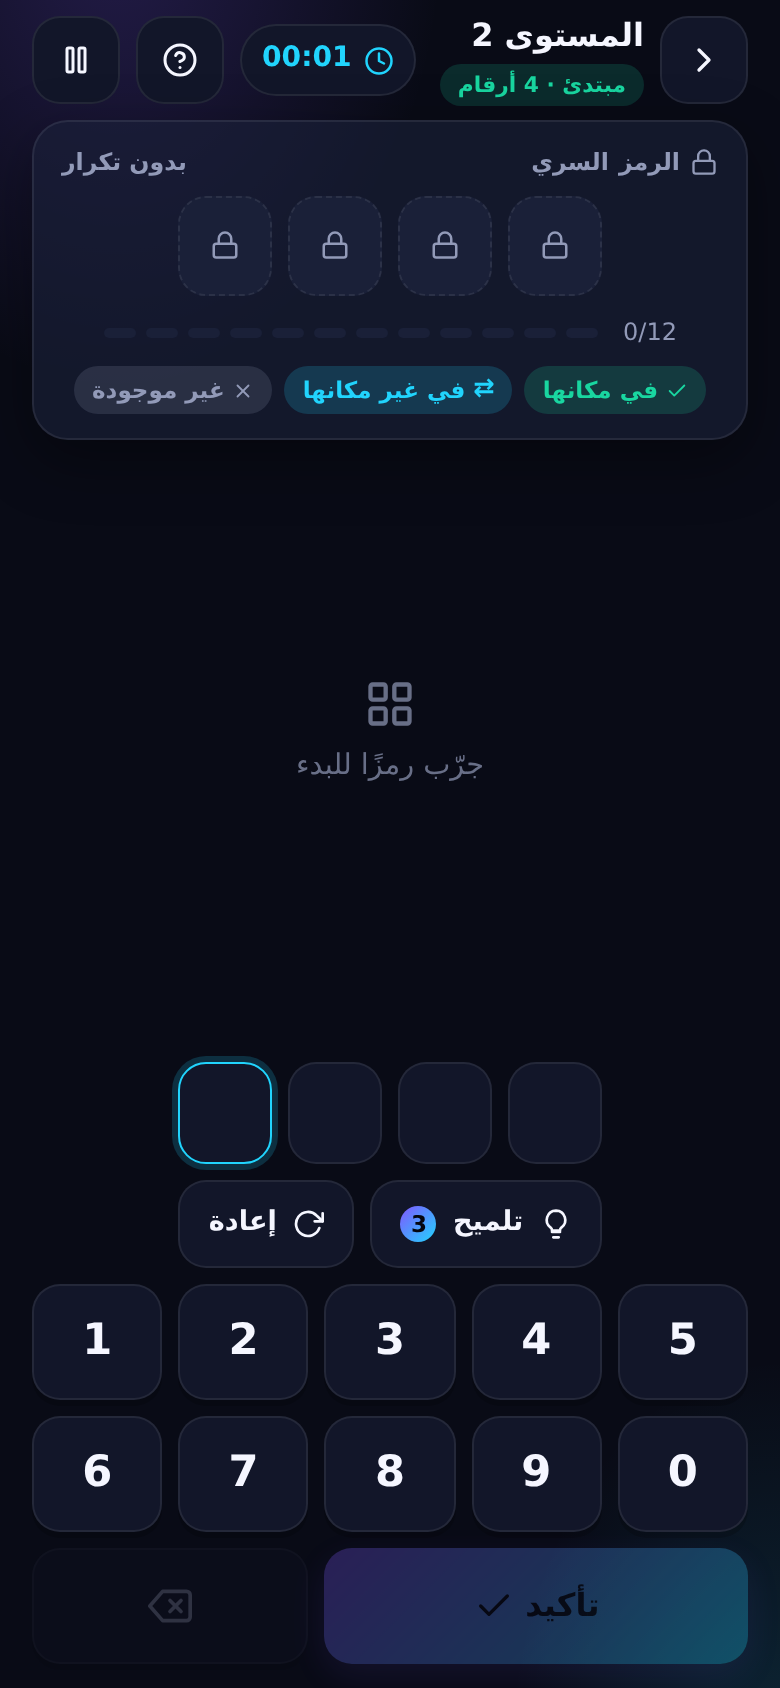 المستوى 2
00:01
مبتدئ · 4 أرقام
الرمز السري
بدون تكرار
0/12
في مكانها
في غير مكانها
غير موجودة
جرّب رمزًا للبدء
تلميح 3
إعادة
1 2 3 4 5
6 7 8 9 0
تأكيد